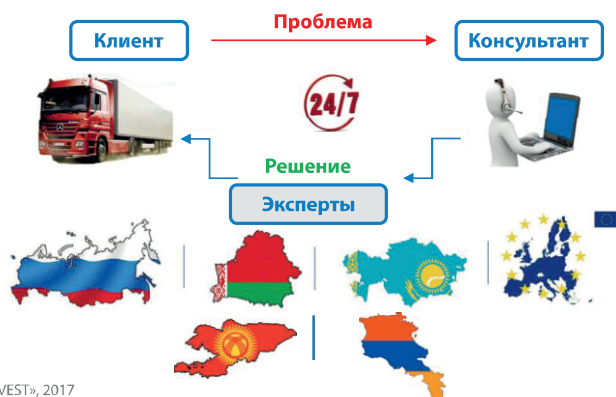 Проблема
Клиент
Консультант
24/7
Решение
Эксперты
VEST», 2017